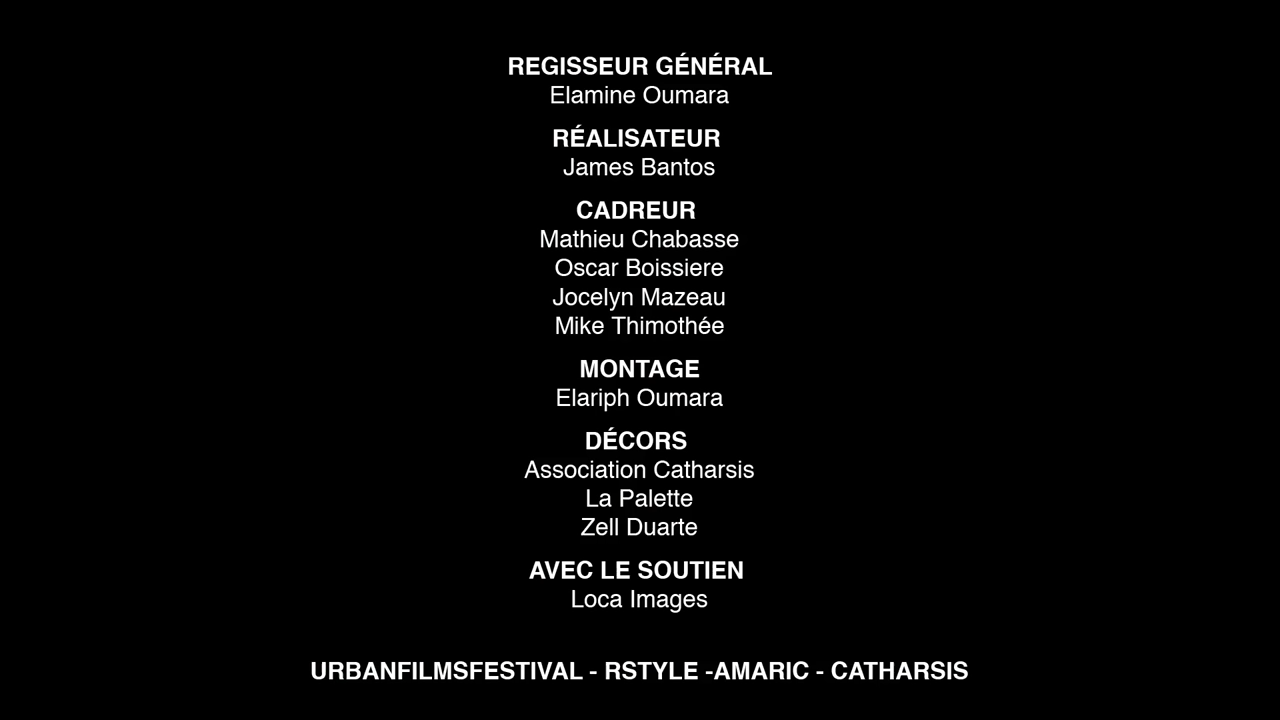 REGISSEUR GÉNÉRAL
Elamine Oumara
RÉALISATEUR
James Bantos
CADREUR
Mathieu Chabasse
Oscar Boissiere
Jocelyn Mazeau
Mike Thimothée
MONTAGE
Elariph Oumara
DÉCORS
Association Catharsis
La Palette
Zell Duarte
AVEC LE SOUTIEN
Loca Images
URBANFILMSFESTIVAL - RSTYLE -AMARIC - CATHARSIS